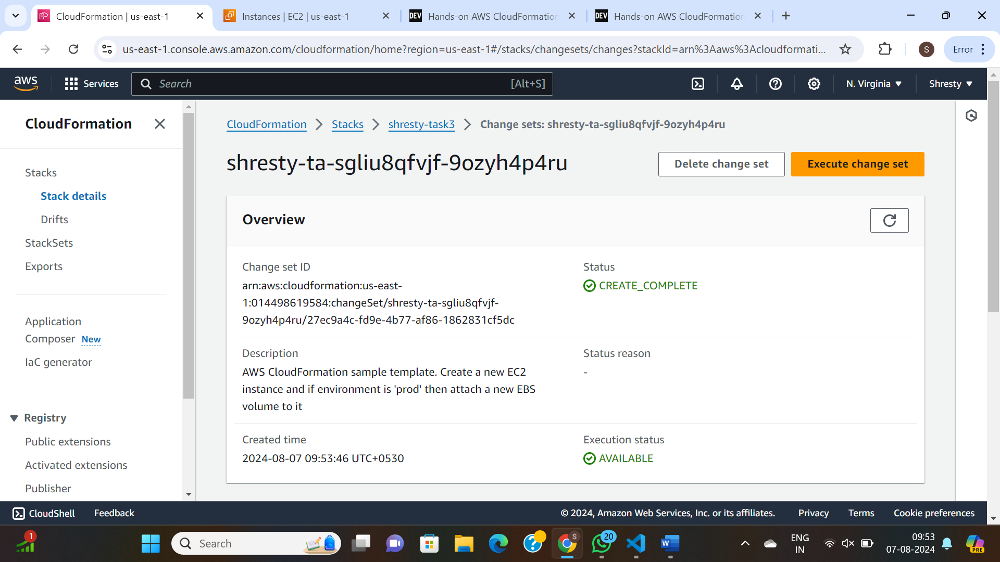 CloudFormation | us-east-1
Instances | EC2 | us-east-1
DEV
Hands-on AWS CloudFormation
DEV
Hands-on AWS CloudFormation
us-east-1.console.aws.amazon.com/cloudformation/home?region=us-east-1#/stacks/changesets/changes?stackId=arn%3Aaws%3Acloudformati...
S
Error
aws
Services
Search
[Alt+S]
N. Virginia
Shresty
CloudFormation
Stacks
Stack details
Drifts
StackSets
Exports
Application
Composer New
IaC generator
Registry
Public extensions
Activated extensions
Publisher
CloudFormation
Stacks
shresty-task3
Change sets: shresty-ta-sgliu8qfvjf-9ozyh4p4ru
shresty-ta-sgliu8qfvjf-9ozyh4p4ru
Delete change set
Execute change set
Overview
Change set ID
arn:aws:cloudformation:us-east-
1:014498619584:changeSet/shresty-ta-sgliu8qfvjf-
9ozyh4p4ru/27ec9a4c-fd9e-4b77-af86-1862831cf5dc
Status
CREATE_COMPLETE
Description
AWS CloudFormation sample template. Create a new EC2
instance and if environment is 'prod' then attach a new EBS
volume to it
Status reason
-
Created time
2024-08-07 09:53:46 UTC+0530
Execution status
AVAILABLE
CloudShell
Feedback
© 2024, Amazon Web Services, Inc. or its affiliates.
Privacy
Terms
Cookie preferences
1
Search
S
20
W
ENG
IN
09:53
07-08-2024
PRE